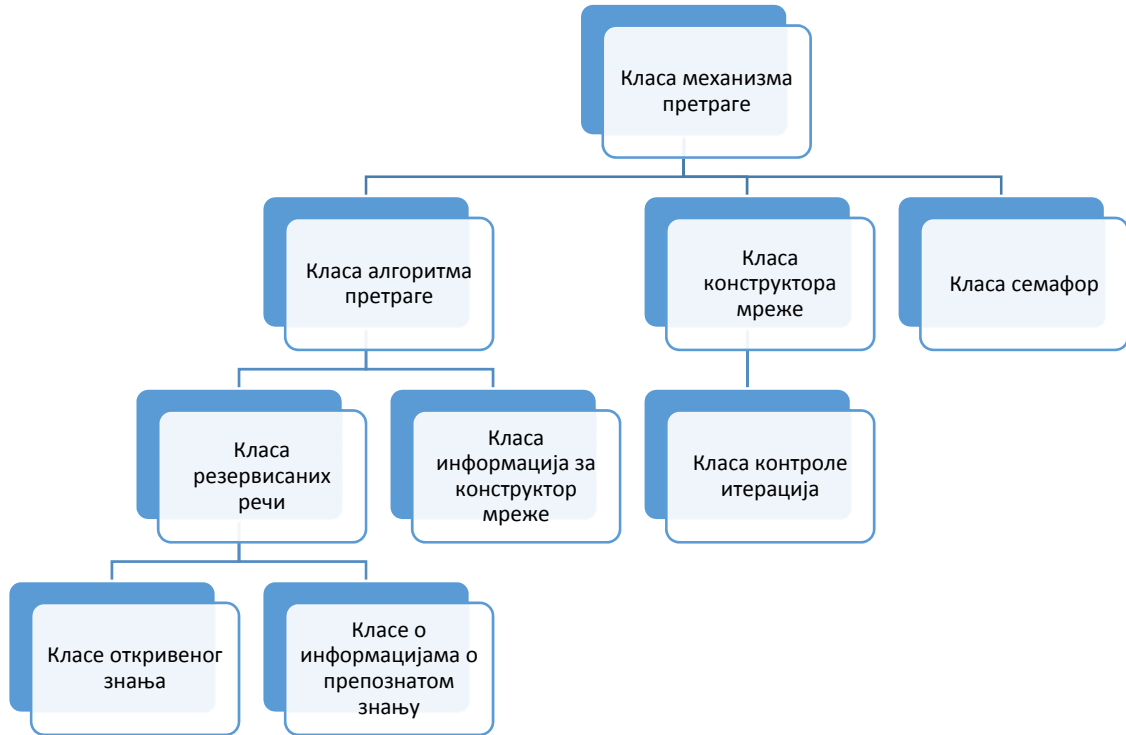 Класа механизма
претраге
Класа алгоритма
претраге
Класа
конструктора
мреже
Класа семафор
Класа
резервисаних
речи
Класа
информација за
конструктор
мреже
Класа контроле
итерација
Класе откривеног
знања
Класе о
информацијама о
препознатом
знању